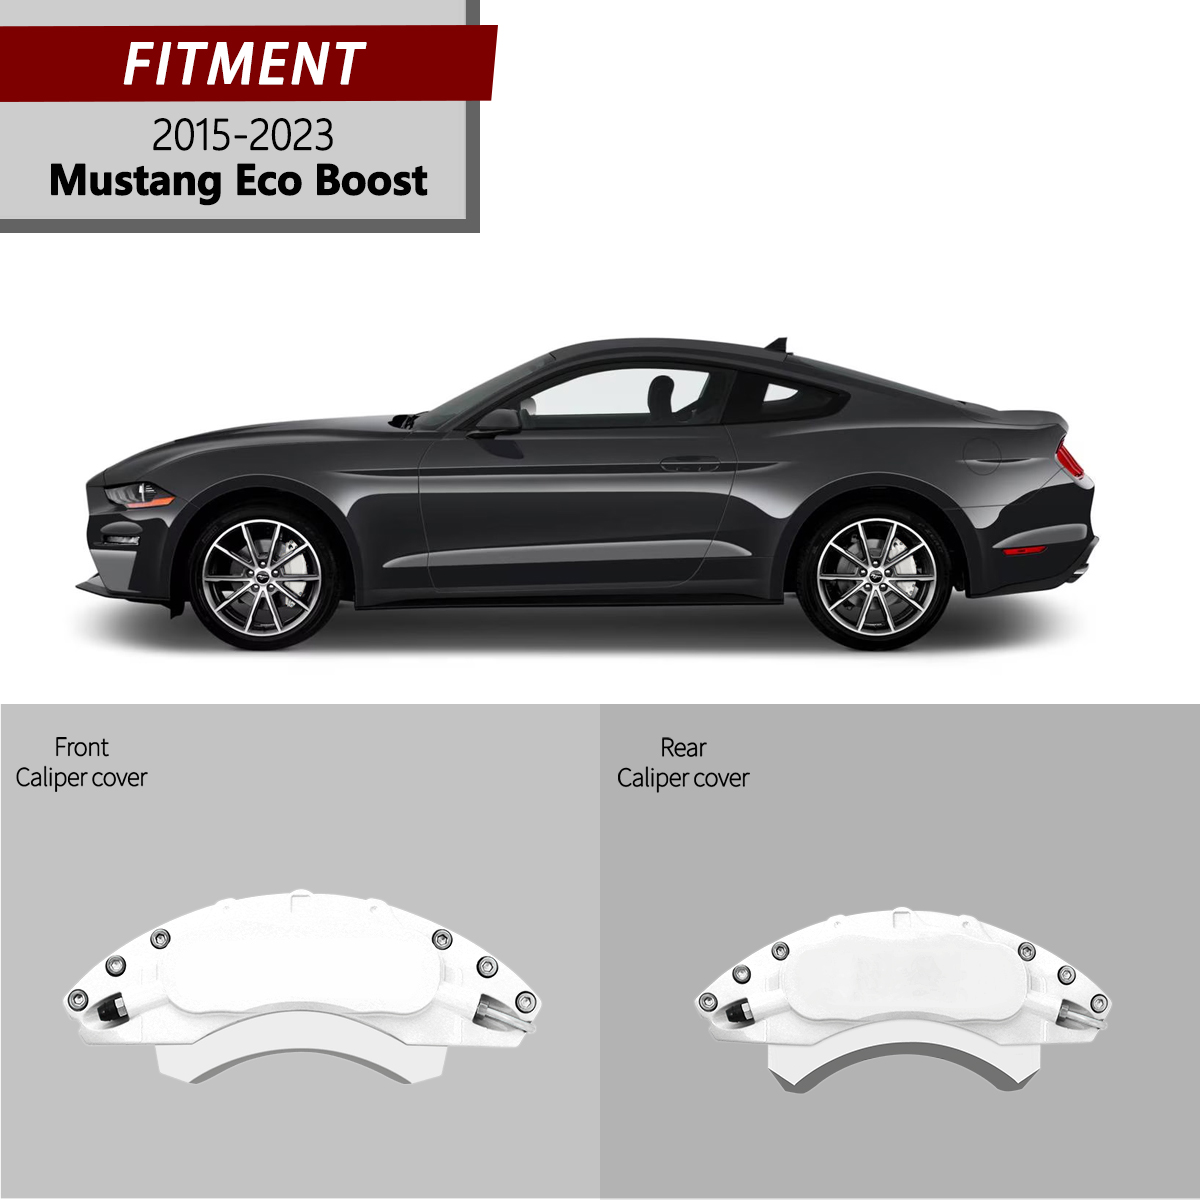 FITMENT
2015-2023
Mustang Eco Boost
Front
Caliper cover
Rear
Caliper cover